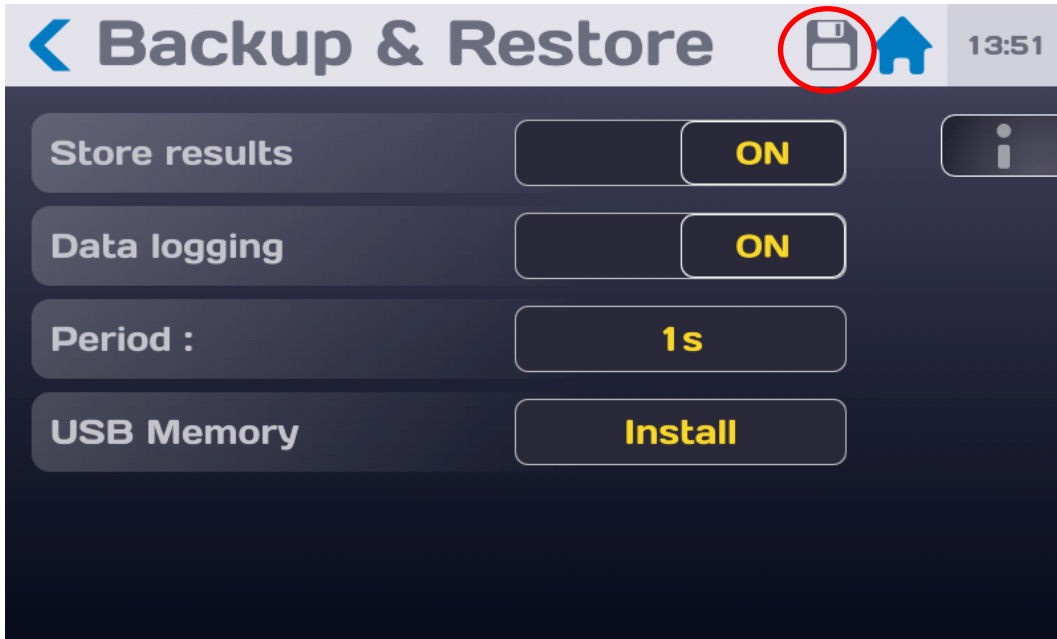 Backup & Restore
13:51
Store results
ON
Data logging
ON
Period :
1s
USB Memory
Install